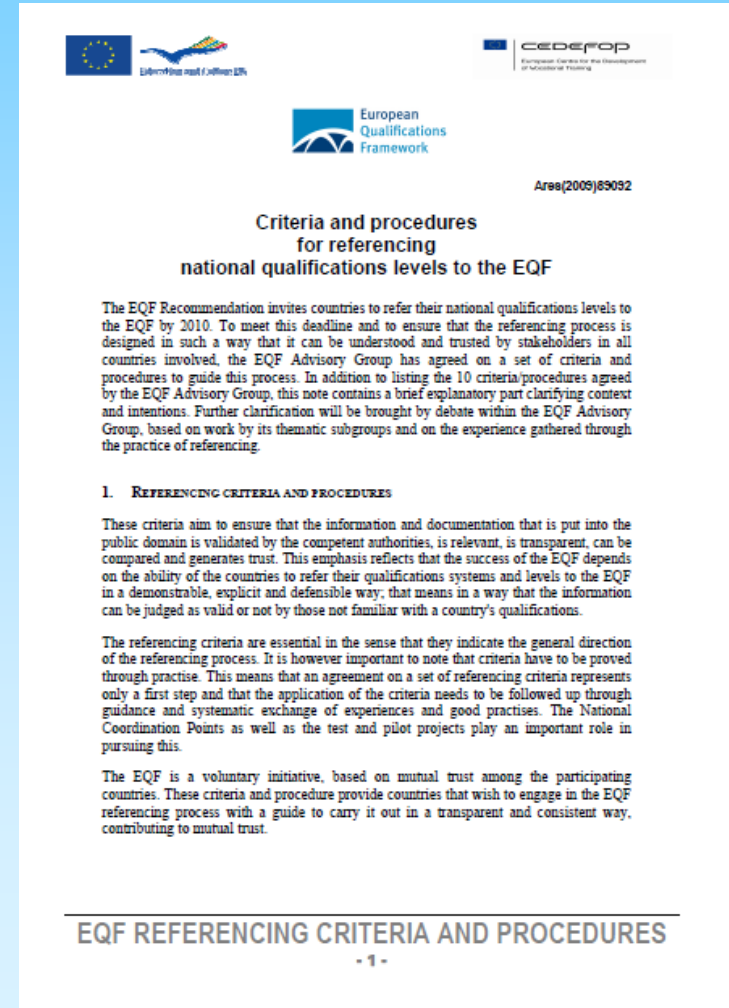 Education and Culture DG
CEDEFOP
European Centre for the Development
of Vocational Training
European
Qualifications
Framework
Ares(2009)89092
Criteria and procedures
for referencing
national qualifications levels to the EQF
The EQF Recommendation invites countries to refer their national qualifications levels to
the EQF by 2010. To meet this deadline and to ensure that the referencing process is
designed in such a way that it can be understood and trusted by stakeholders in all
countries involved, the EQF Advisory Group has agreed on a set of criteria and
procedures to guide this process. In addition to listing the 10 criteria/procedures agreed
by the EQF Advisory Group, this note contains a brief explanatory part clarifying context
and intentions. Further clarification will be brought by debate within the EQF Advisory
Group, based on work by its thematic subgroups and on the experience gathered through
the practice of referencing.
1. REFERENCING CRITERIA AND PROCEDURES
These criteria aim to ensure that the information and documentation that is put into the
public domain is validated by the competent authorities, is relevant, is transparent, can be
compared and generates trust. This emphasis reflects that the success of the EQF depends
on the ability of the countries to refer their qualifications systems and levels to the EQF
in a demonstrable, explicit and defensible way; that means in a way that the information
can be judged as valid or not by those not familiar with a country's qualifications.
The referencing criteria are essential in the sense that they indicate the general direction
of the referencing process. It is however important to note that criteria have to be proved
through practise. This means that an agreement on a set of referencing criteria represents
only a first step and that the application of the criteria needs to be followed up through
guidance and systematic exchange of experiences and good practises. The National
Coordination Points as well as the test and pilot projects play an important role in
pursuing this.
The EQF is a voluntary initiative, based on mutual trust among the participating
countries. These criteria and procedure provide countries that wish to engage in the EQF
referencing process with a guide to carry it out in a transparent and consistent way,
contributing to mutual trust.
EQF REFERENCING CRITERIA AND PROCEDURES
- 1 -